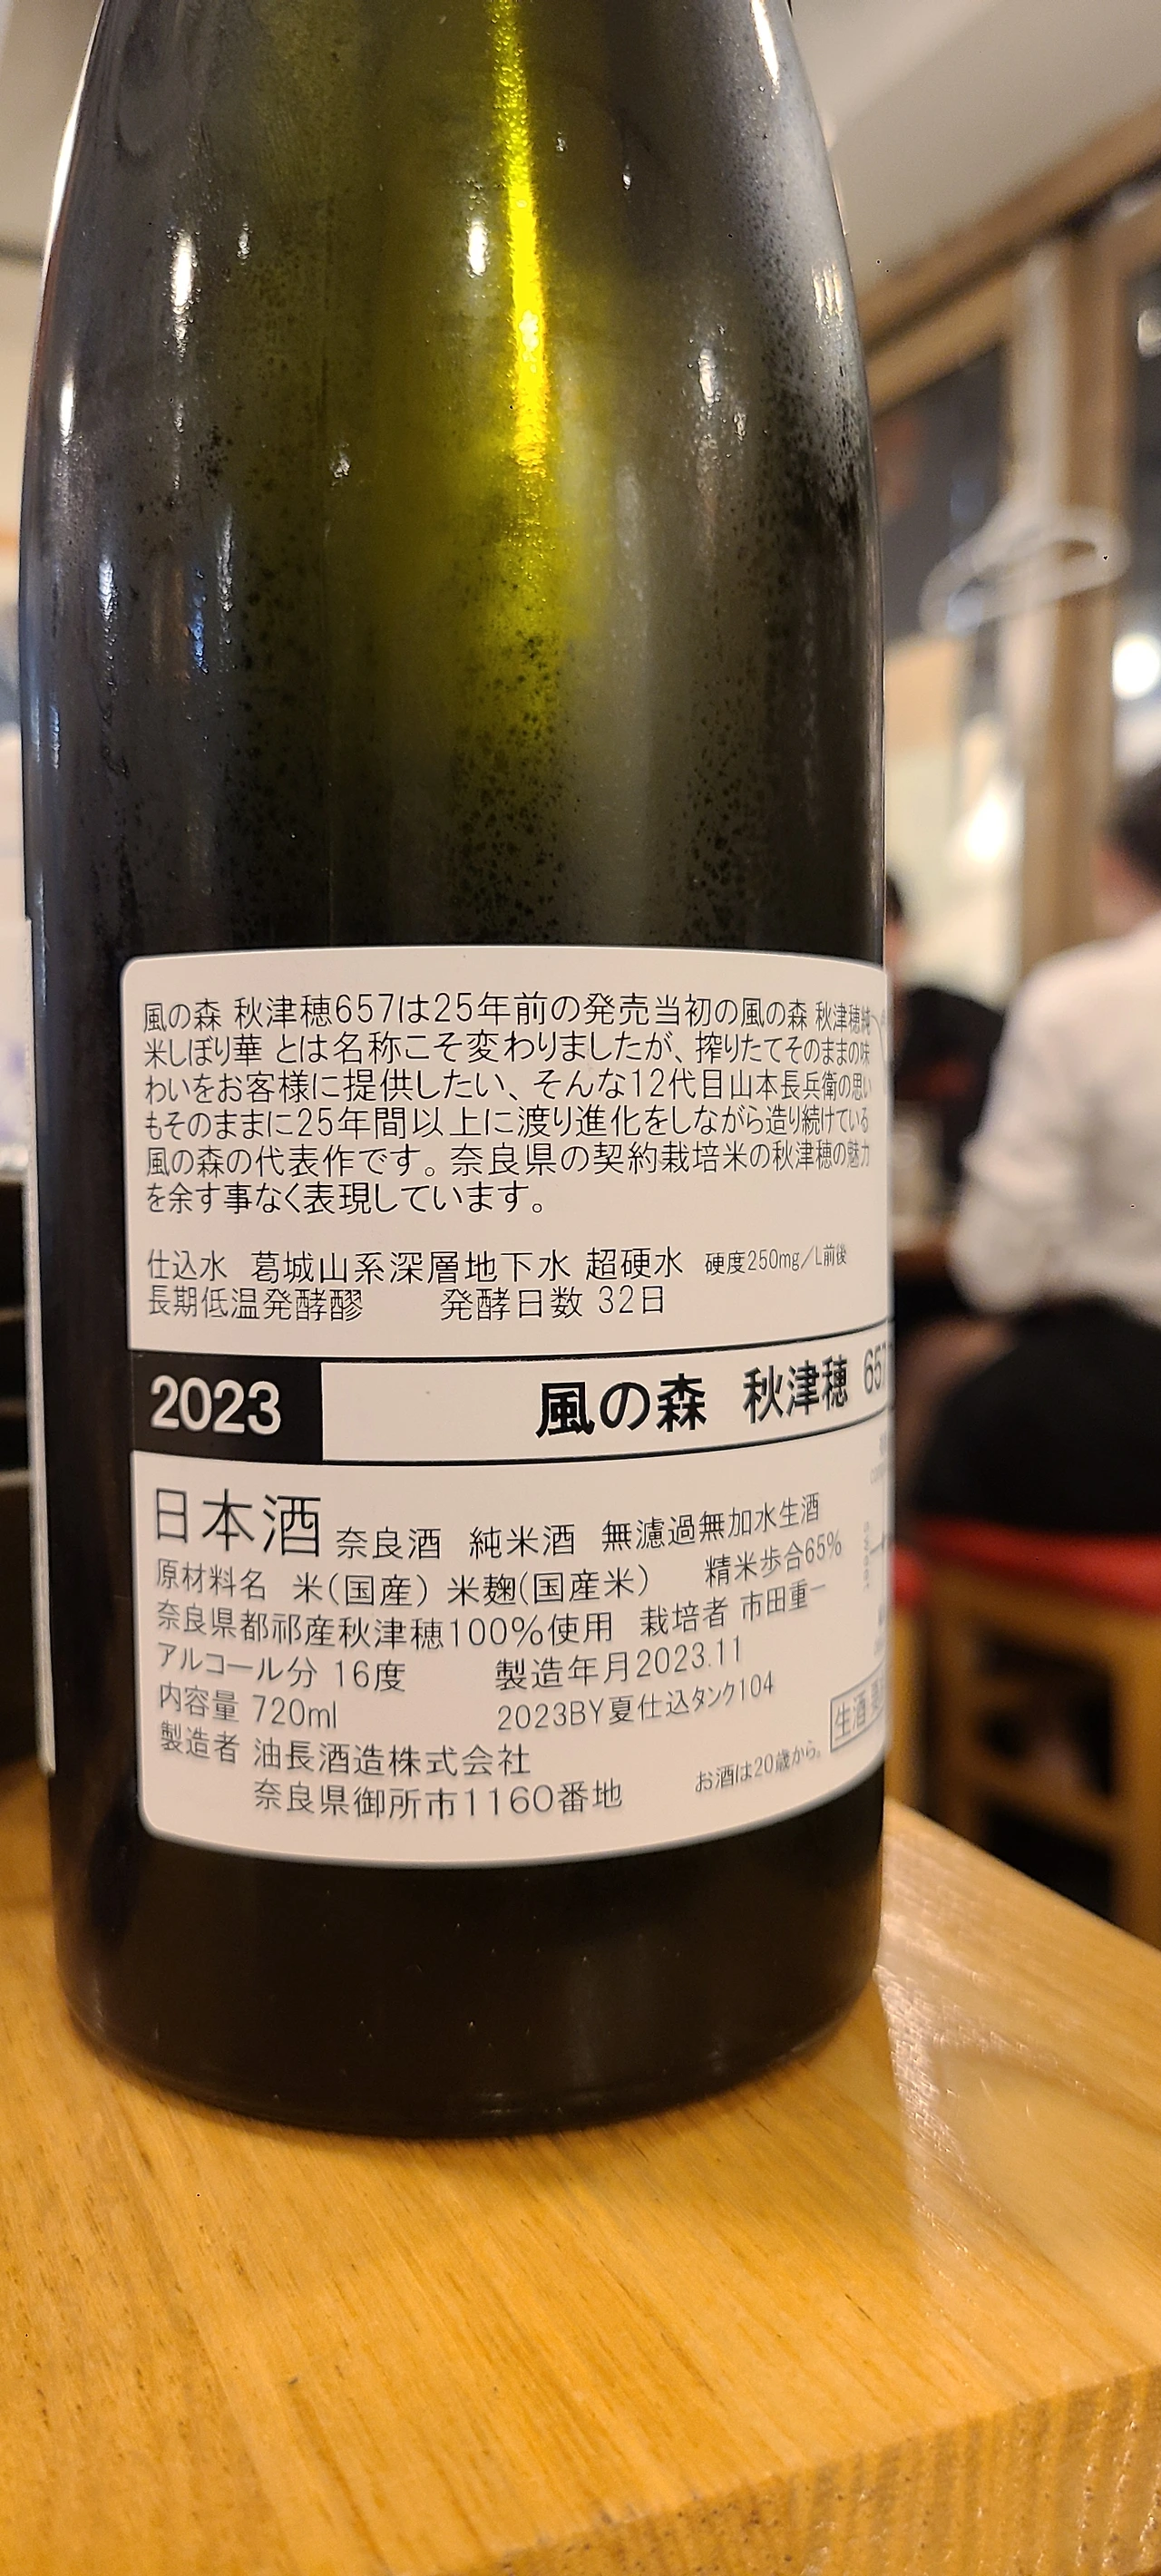 風の森 秋津穂657は25年前の発売当初の風の森 秋津穂純
米しぼり華 とは名称こそ変わりましたが、搾りたてそのままの味
わいをお客様に提供したい、そんな12代目山本長兵衛の思い
もそのままに25年間以上に渡り進化をしながら造り続けている
風の森の代表作です。奈良県の契約栽培米の秋津穂の魅力
を余す事なく表現しています。
仕込水 葛城山系深層地下水 超硬水 硬度250mg/L前後
長期低温発酵醪 発酵日数 32日
2023 風の森 秋津穂 657
日本酒 奈良酒 純米酒 無濾過無加水生酒
原材料名 米(国産) 米麹(国産米) 精米歩合65%
奈良県都祁産秋津穂100%使用 栽培者 市田重一
アルコール分 16度 製造年月2023.11
内容量 720ml 2023BY夏仕込タンク104
製造者 油長酒造株式会社
奈良県御所市1160番地
生酒
お酒は20歳から。